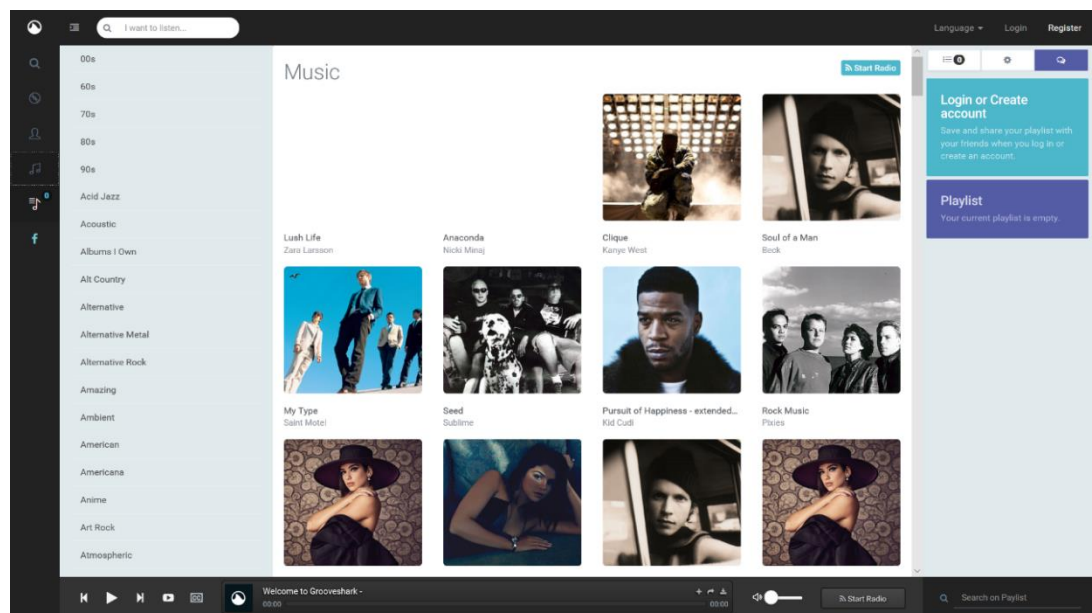 I want to listen...
Language
Login
Register
00s
60s
70s
80s
90s
Acid Jazz
Acoustic
Albums I Own
Alt Country
Alternative
Alternative Metal
Alternative Rock
Amazing
Ambient
American
Americana
Anime
Art Rock
Atmospheric
0
Music
Start Radio
Lush Life
Zara Larsson
Anaconda
Nicki Minaj
Clique
Kanye West
Soul of a Man
Beck
My Type
Saint Motel
Seed
Sublime
Pursuit of Happiness - extended...
Kid Cudi
Rock Music
Pixies
0
Login or Create
account
Save and share your playlist with
your friends when you log in or
create an account.
Playlist
Your current playlist is empty.
CC
Welcome to Grooveshark -
00:00
00:00
Start Radio
Search on Paylist